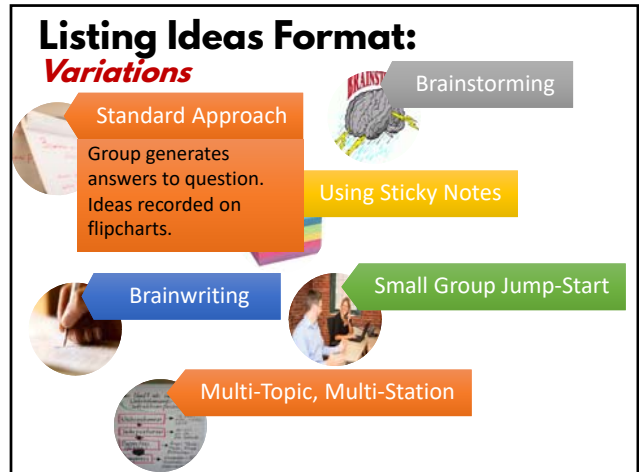 Listing Ideas Format:
Variations
BRAINSTORM
Brainstorming
Standard Approach
Group generates
answers to question.
Ideas recorded on
flipcharts.
Using Sticky Notes
Brainwriting
Small Group Jump-Start
Multi-Topic, Multi-Station